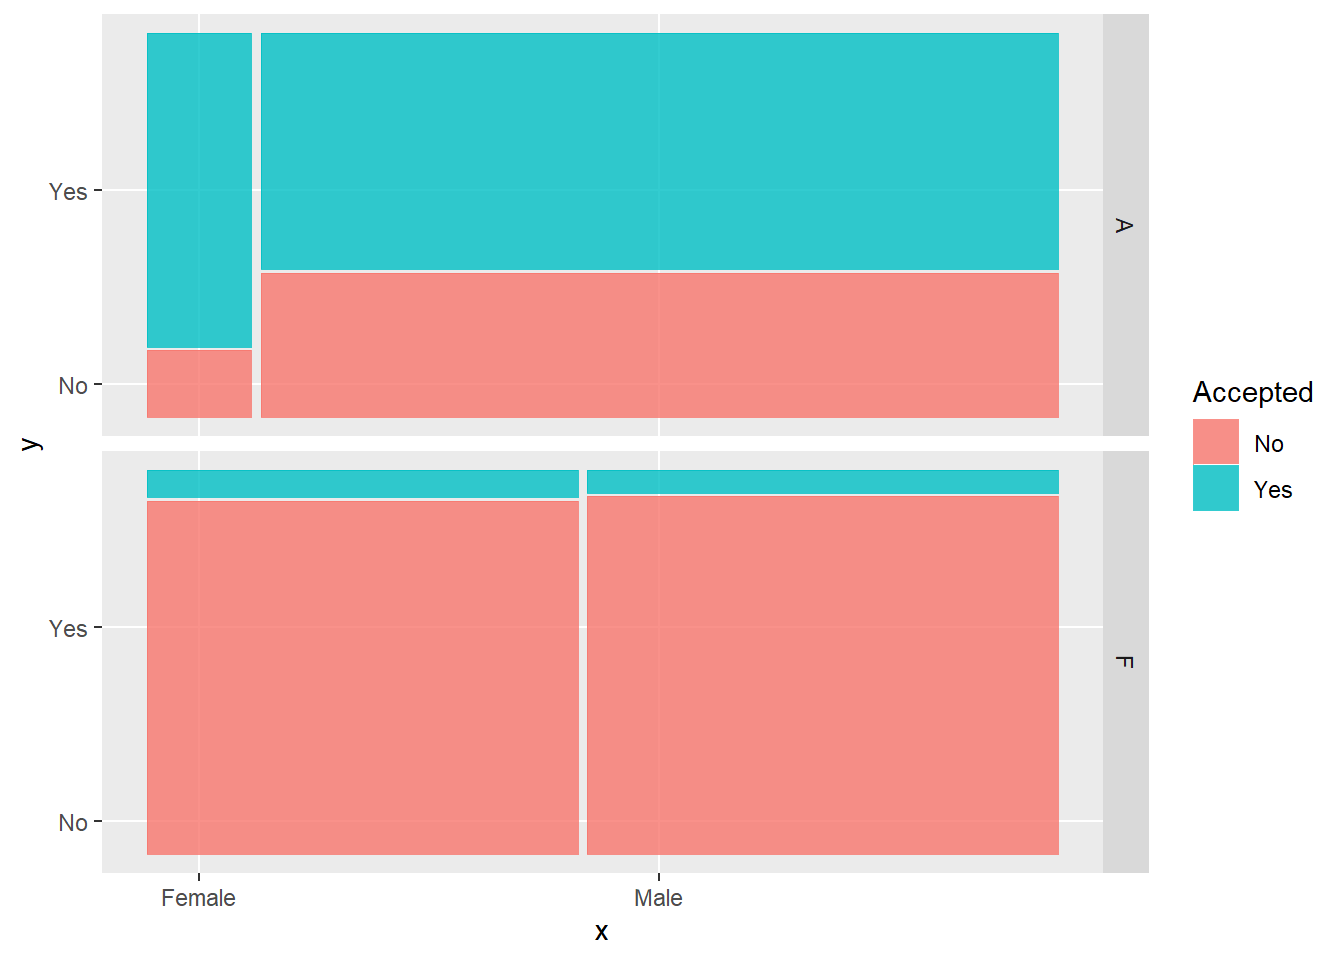 Yes
No
A
Yes
No
F
y
Female
Male
x
Accepted
No
Yes